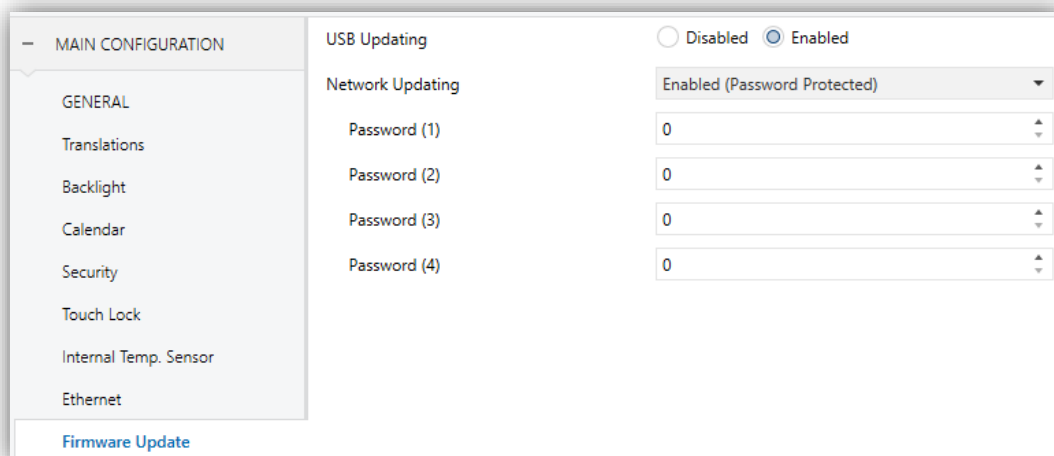 MAIN CONFIGURATION
GENERAL
Translations
Backlight
Calendar
Security
Touch Lock
Internal Temp. Sensor
Ethernet
Firmware Update
USB Updating Disabled Enabled
Network Updating Enabled (Password Protected)
Password (1) 0
Password (2) 0
Password (3) 0
Password (4) 0